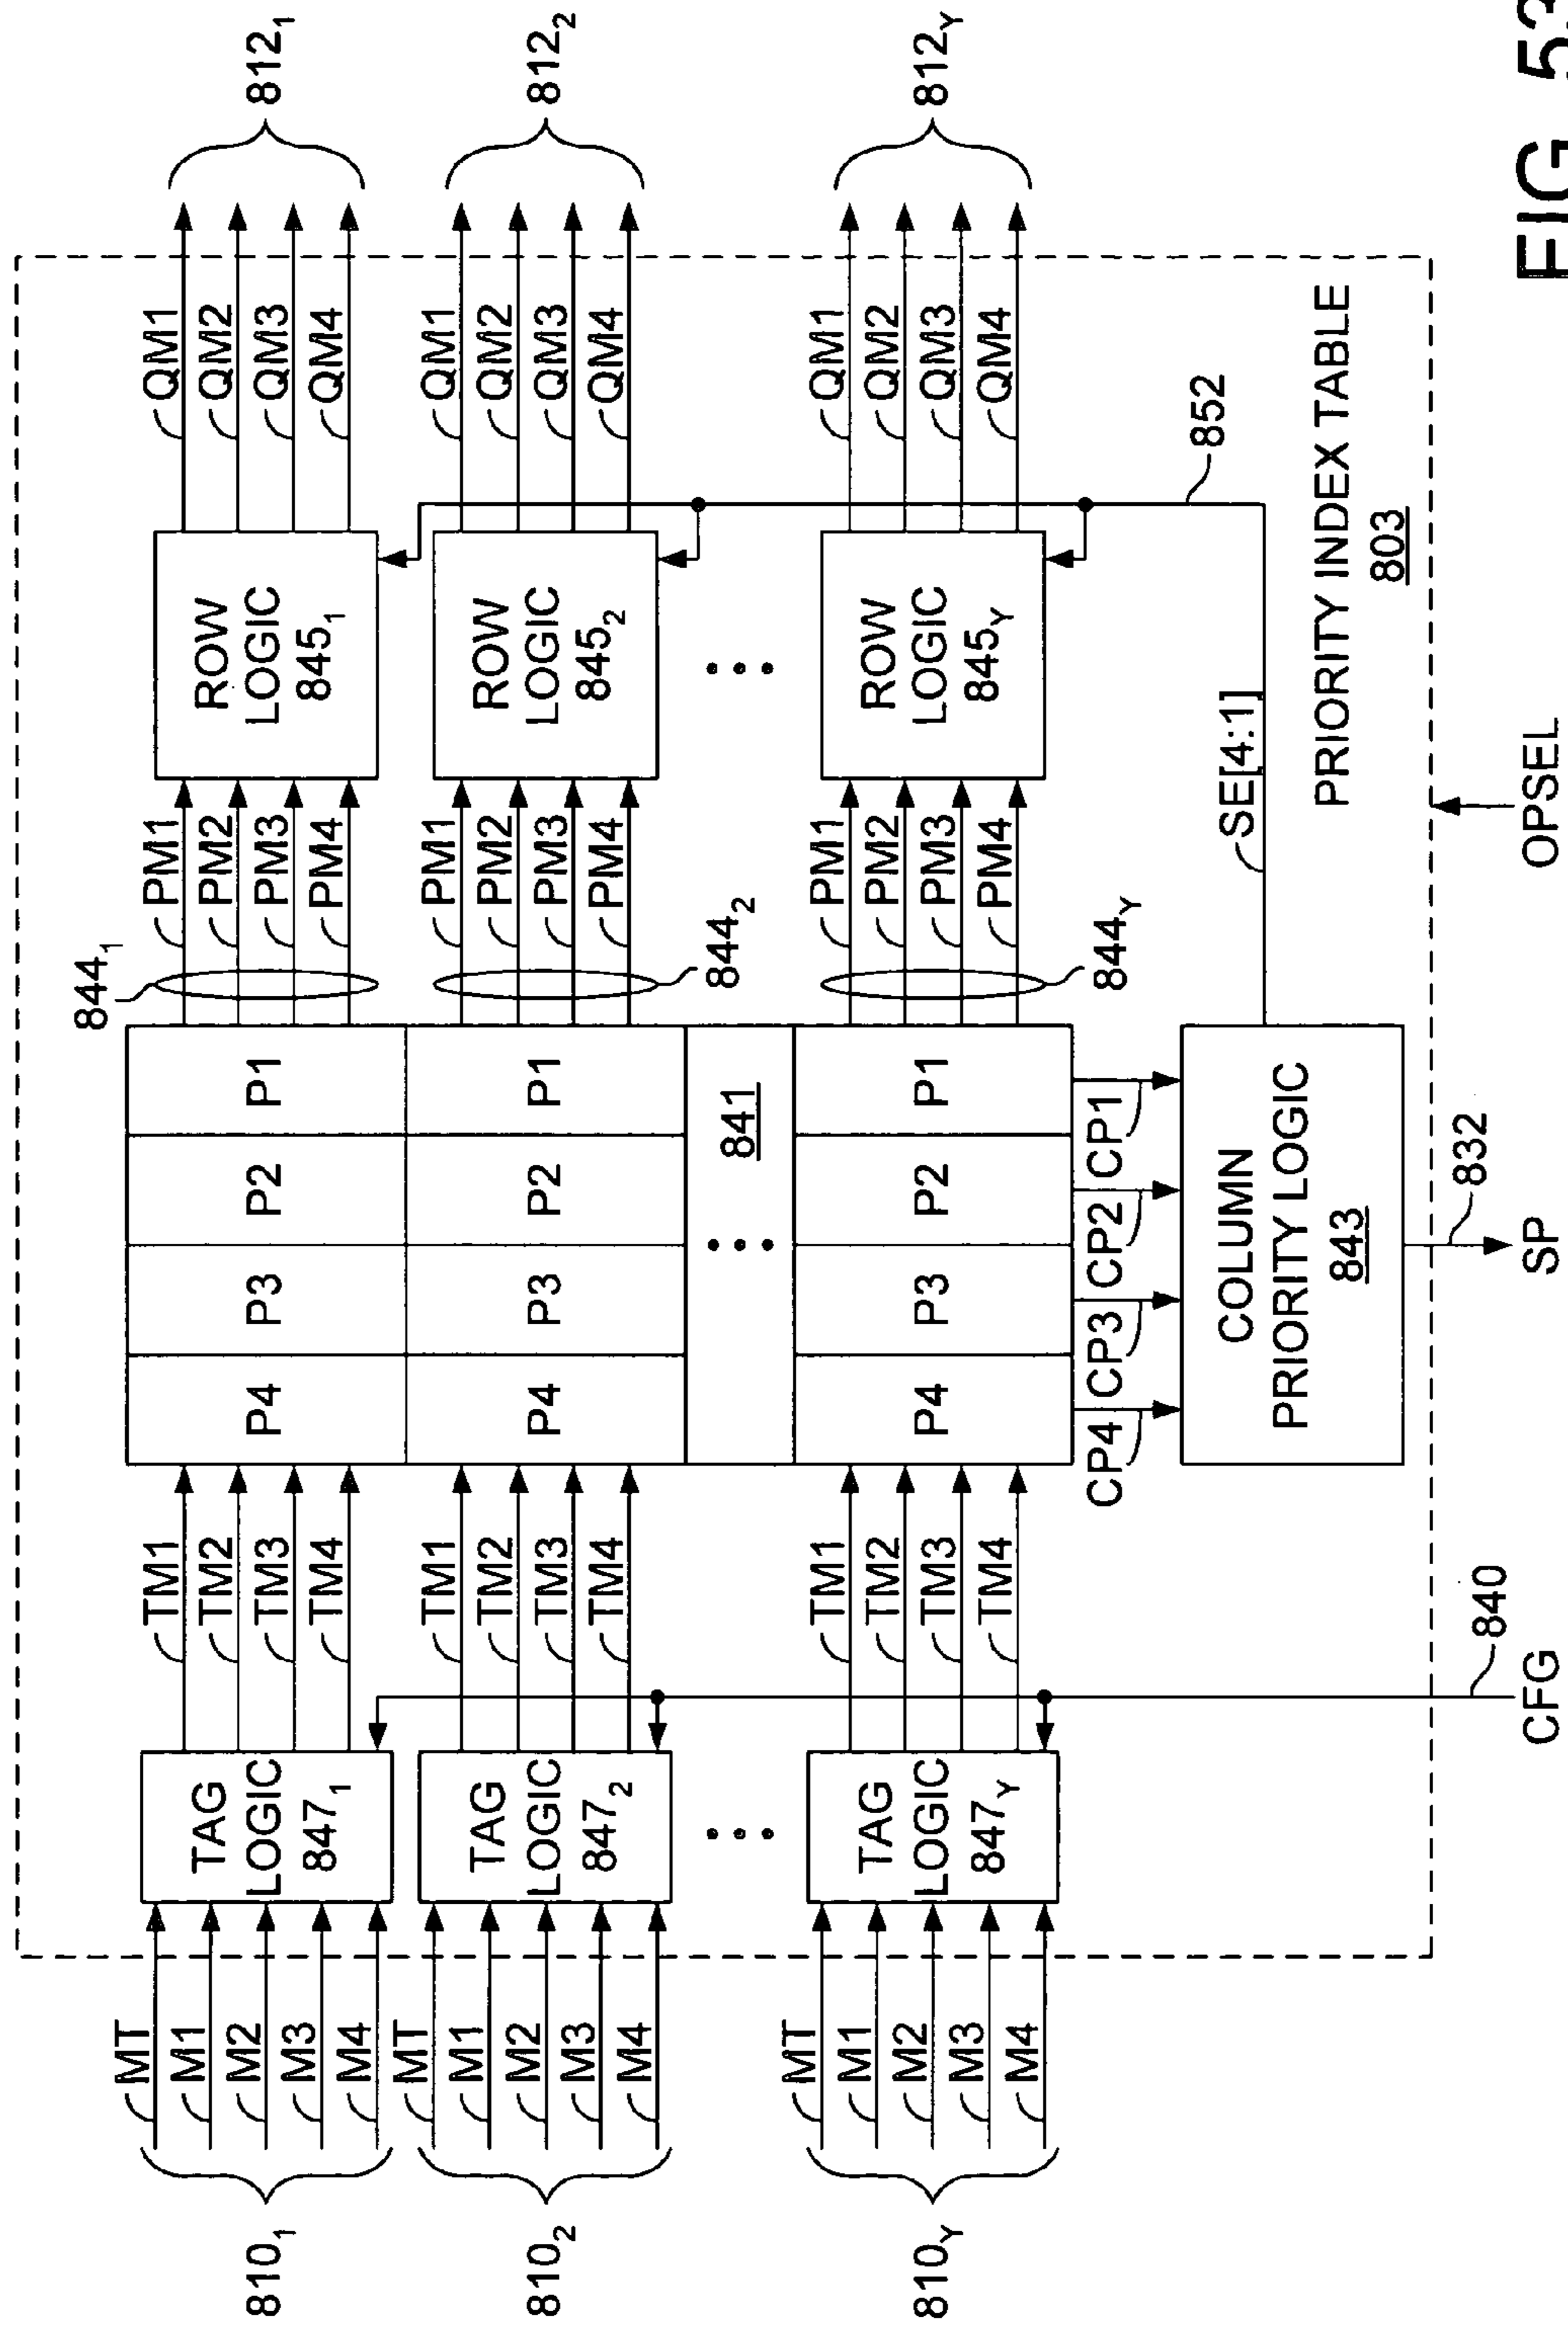 810₁
MT
M1
M2
M3
M4
TAG
LOGIC
847₁
TM1
TM2
TM3
TM4
P4
P3
P2
P1
844₁
PM1
PM2
PM3
PM4
ROW
LOGIC
845₁
QM1
QM2
QM3
QM4
812₁
810₂
MT
M1
M2
M3
M4
TAG
LOGIC
847₂
TM1
TM2
TM3
TM4
P4
P3
P2
P1
844₂
PM1
PM2
PM3
PM4
ROW
LOGIC
845₂
QM1
QM2
QM3
QM4
812₂
841
810Y
MT
M1
M2
M3
M4
TAG
LOGIC
847Y
TM1
TM2
TM3
TM4
P4
P3
P2
P1
844Y
PM1
PM2
PM3
PM4
ROW
LOGIC
845Y
QM1
QM2
QM3
QM4
812Y
CP4
CP3
CP2
CP1
COLUMN
PRIORITY LOGIC
843
SE[4:1]
852
PRIORITY INDEX TABLE
803
840
CFG
832
SP
OPSEL
FIG. 53